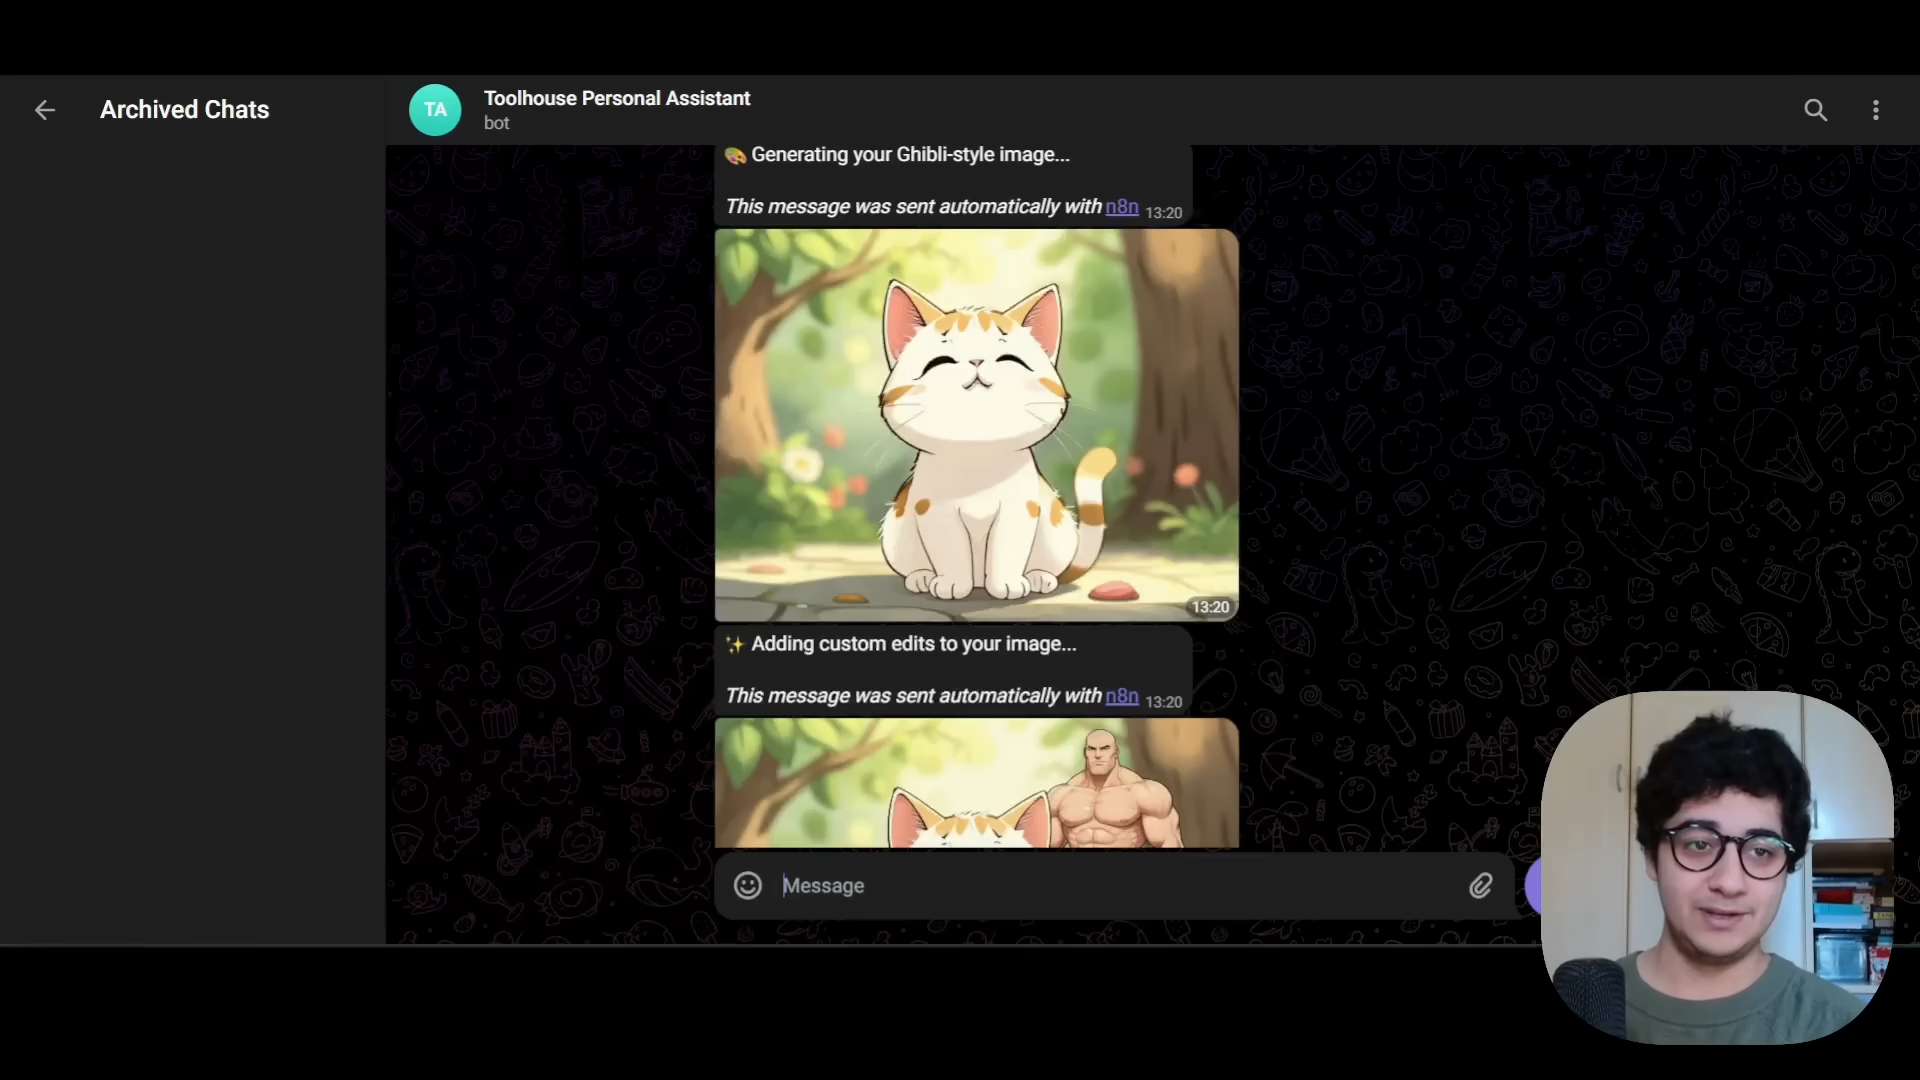 Archived Chats
TA
Toolhouse Personal Assistant
bot
🎨 Generating your Ghibli-style image...
This message was sent automatically with n8n 13:20
13:20
✨ Adding custom edits to your image...
This message was sent automatically with n8n 13:20
Message